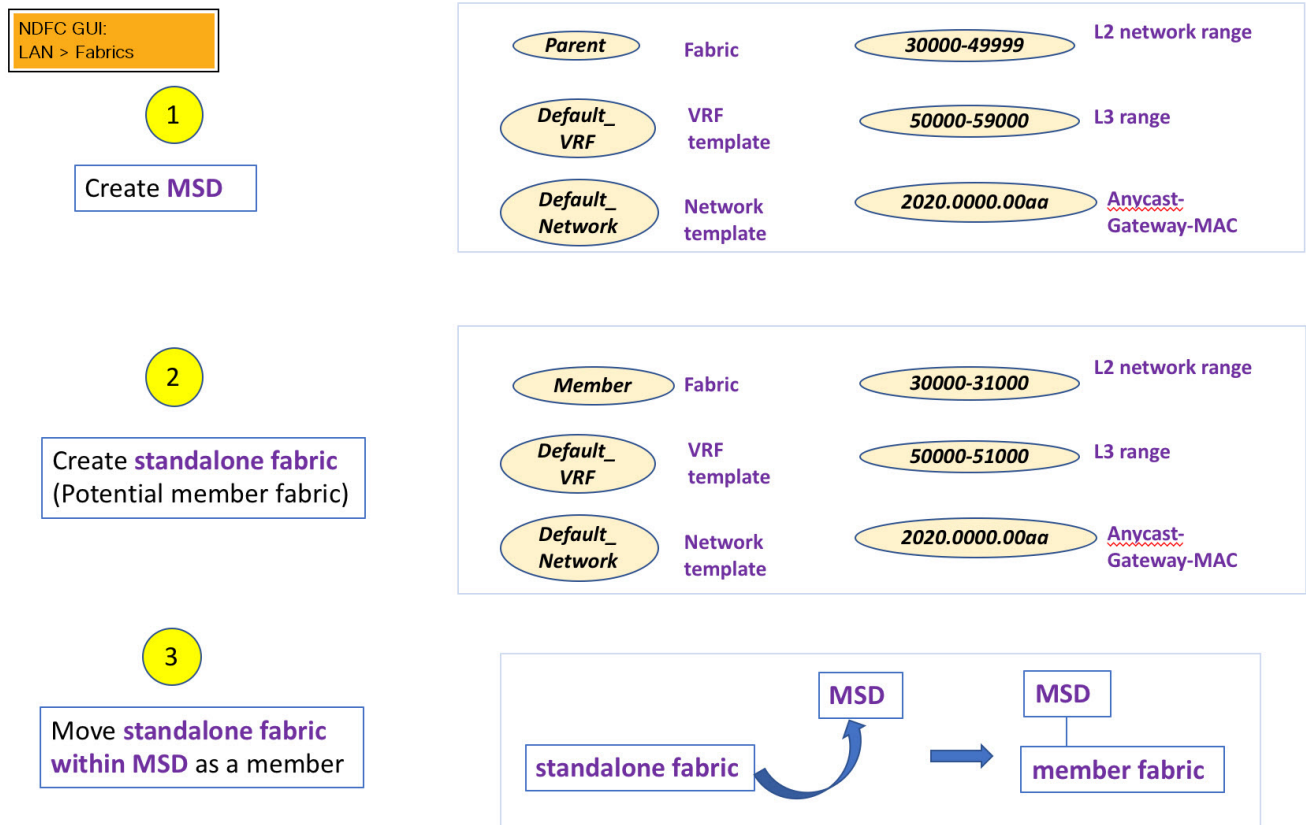 NDFC GUI:
LAN > Fabrics
1
Create MSD
Parent
Fabric
30000-49999
L2 network range
Default_
VRF
VRF
template
50000-59000
L3 range
Default_
Network
Network
template
2020.0000.00aa
Anycast-
Gateway-MAC
2
Create standalone fabric
(Potential member fabric)
Member
Fabric
30000-31000
L2 network range
Default_
VRF
VRF
template
50000-51000
L3 range
Default_
Network
Network
template
2020.0000.00aa
Anycast-
Gateway-MAC
3
Move standalone fabric
within MSD as a member
standalone fabric
MSD
MSD
member fabric